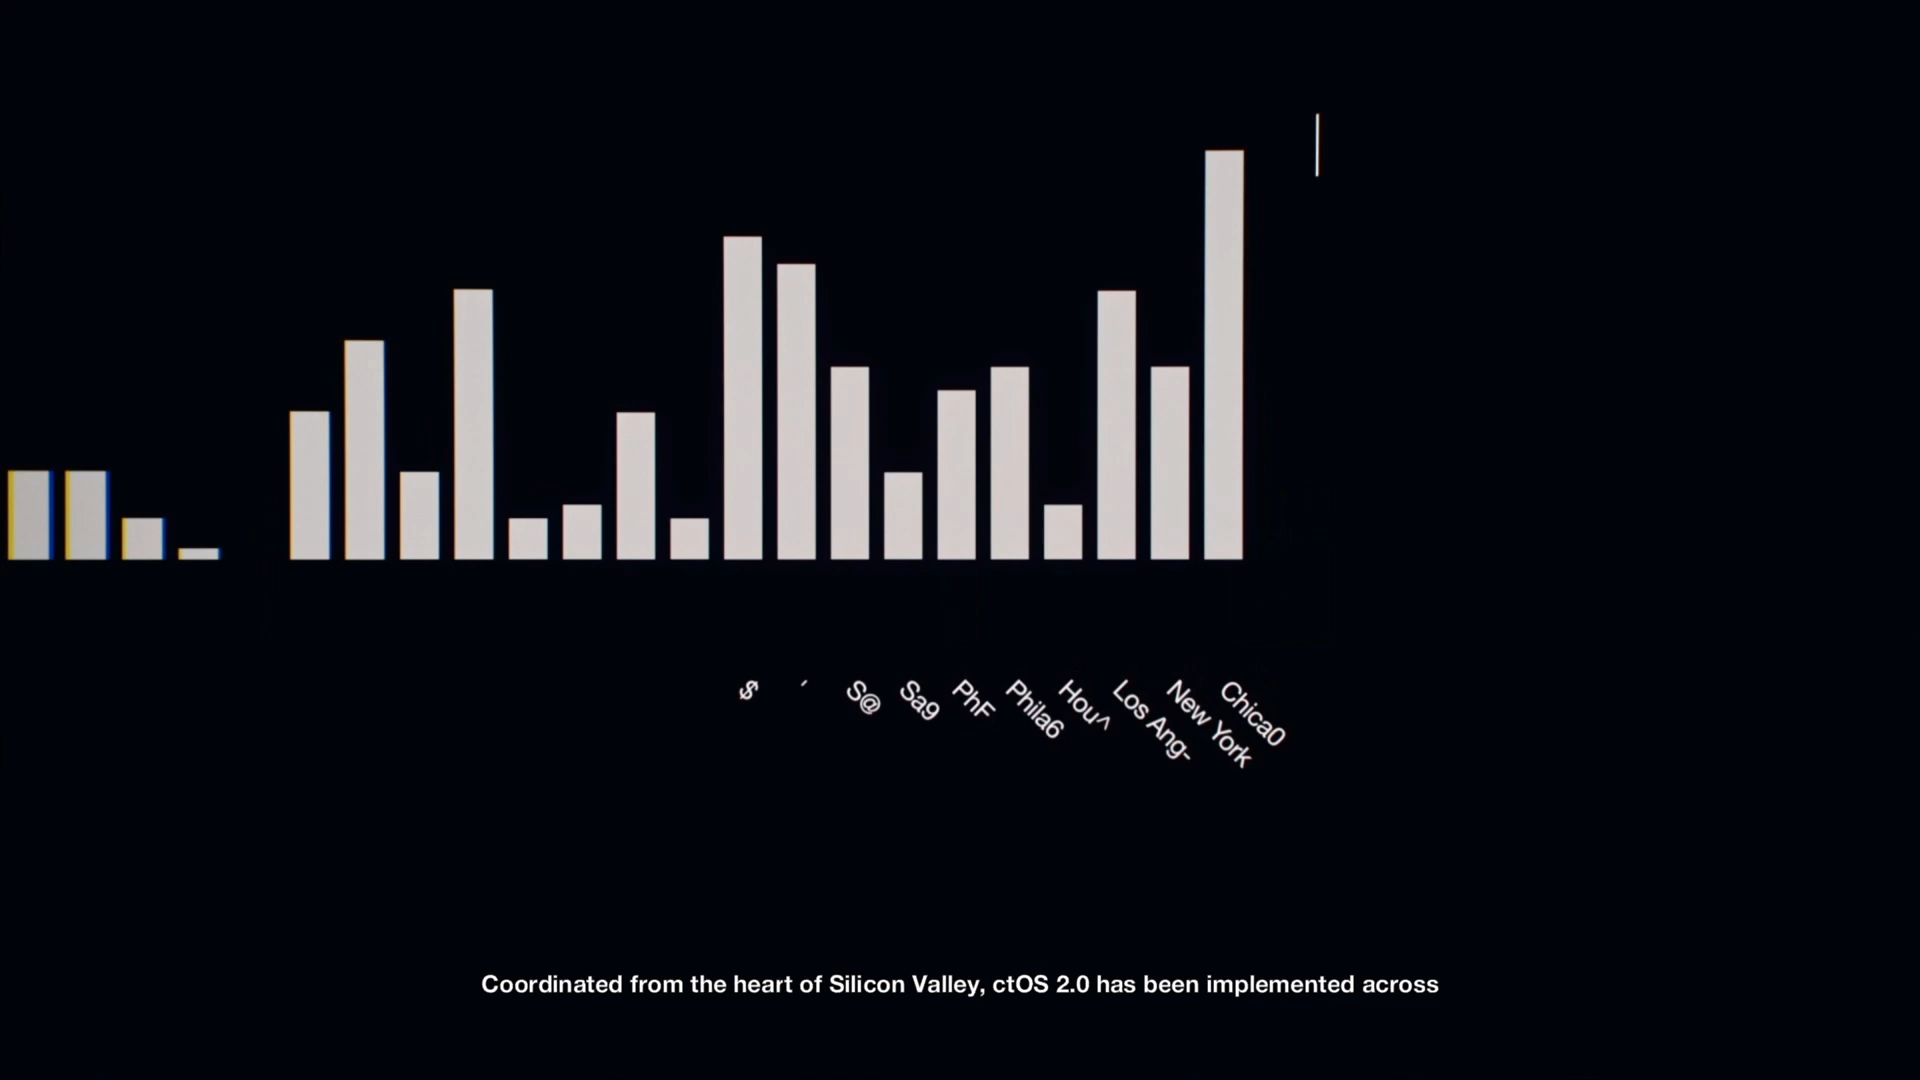 $
'
S@
Sa9
PhF
Phila6
Hou^
Los Ang-
New York
Chica0
Coordinated from the heart of Silicon Valley, ctOS 2.0 has been implemented across